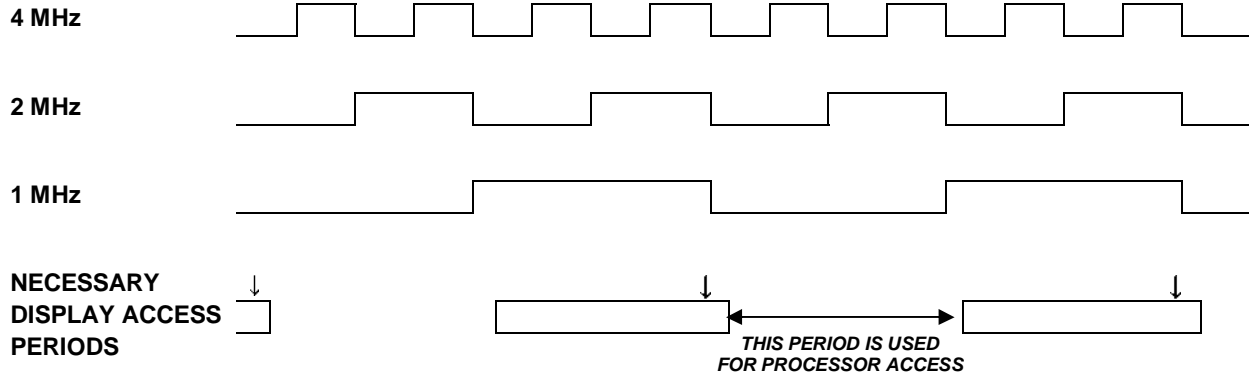 4 MHz
2 MHz
1 MHz
NECESSARY
DISPLAY ACCESS
PERIODS
THIS PERIOD IS USED
FOR PROCESSOR ACCESS